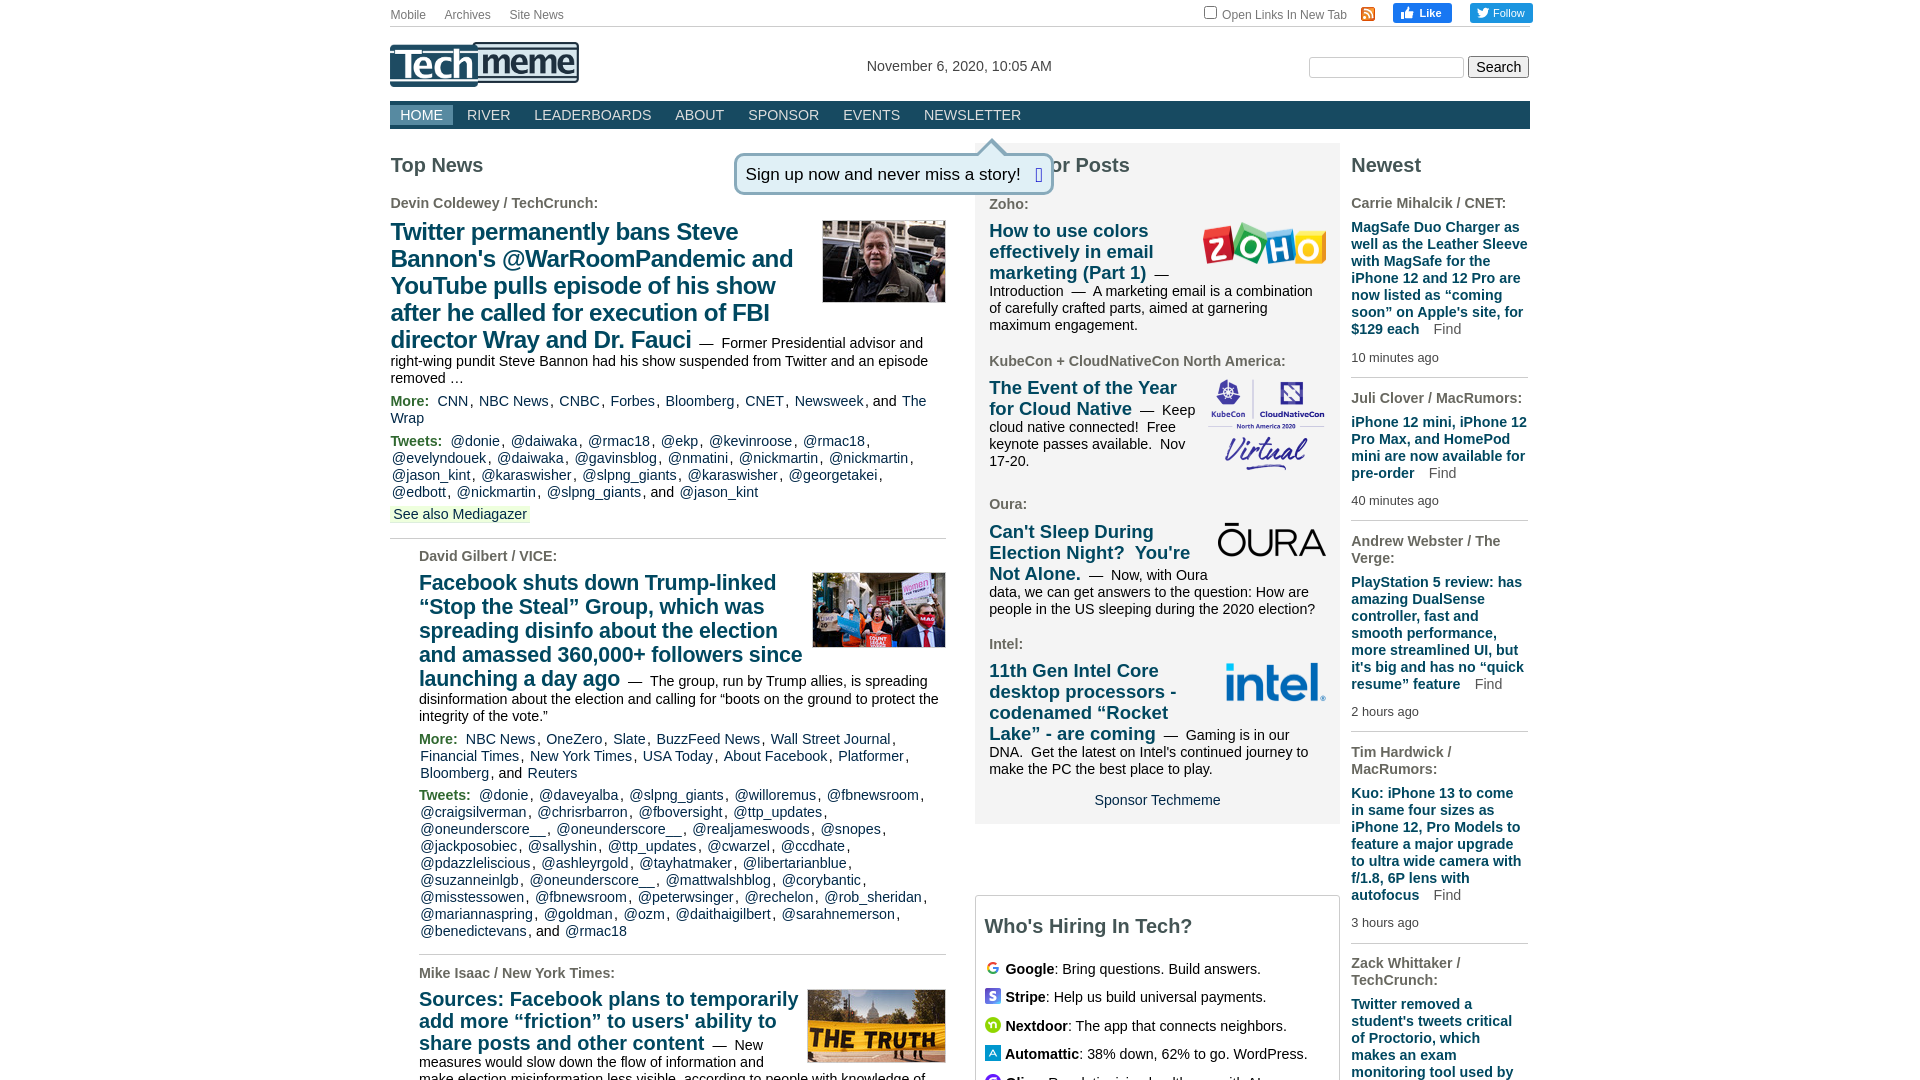 Mobile Archives Site News
Open Links In New Tab Like Follow
Techmeme
November 6, 2020, 10:05 AM
Search
HOME RIVER LEADERBOARDS ABOUT SPONSOR EVENTS NEWSLETTER
Sign up now and never miss a story!
Top News
Devin Coldewey / TechCrunch:
Twitter permanently bans Steve
Bannon's @WarRoomPandemic and
YouTube pulls episode of his show
after he called for execution of FBI
director Wray and Dr. Fauci — Former Presidential advisor and
right-wing pundit Steve Bannon had his show suspended from Twitter and an episode
removed …
More: CNN, NBC News, CNBC, Forbes, Bloomberg, CNET, Newsweek, and The
Wrap
Tweets: @donie, @daiwaka, @rmac18, @ekp, @kevinroose, @rmac18,
@evelyndouek, @daiwaka, @gavinsblog, @nmatini, @nickmartin, @nickmartin,
@jason_kint, @karaswisher, @slpng_giants, @karaswisher, @georgetakei,
@edbott, @nickmartin, @slpng_giants, and @jason_kint
See also Mediagazer
David Gilbert / VICE:
Facebook shuts down Trump-linked
“Stop the Steal” Group, which was
spreading disinfo about the election
and amassed 360,000+ followers since
launching a day ago — The group, run by Trump allies, is spreading
disinformation about the election and calling for “boots on the ground to protect the
integrity of the vote.”
More: NBC News, OneZero, Slate, BuzzFeed News, Wall Street Journal,
Financial Times, New York Times, USA Today, About Facebook, Platformer,
Bloomberg, and Reuters
Tweets: @donie, @daveyalba, @slpng_giants, @willoremus, @fbnewsroom,
@craigsilverman, @chrisrbarron, @fboversight, @ttp_updates,
@oneunderscore__, @oneunderscore__, @realjameswoods, @snopes,
@jackposobiec, @sallyshin, @ttp_updates, @cwarzel, @ccdhate,
@pdazzleliscious, @ashleyrgold, @tayhatmaker, @libertarianblue,
@suzanneinlgb, @oneunderscore__, @mattwalshblog, @corybantic,
@misstessowen, @fbnewsroom, @peterwsinger, @rechelon, @rob_sheridan,
@mariannaspring, @goldman, @ozm, @daithaigilbert, @sarahnemerson,
@benedictevans, and @rmac18
Mike Isaac / New York Times:
Sources: Facebook plans to temporarily
add more “friction” to users' ability to
share posts and other content — New
measures would slow down the flow of information and
make election misinformation less visible, according to people with knowledge of
THE TRUTH
or Posts
Zoho:
ZOHO
How to use colors
effectively in email
marketing (Part 1) —
Introduction — A marketing email is a combination
of carefully crafted parts, aimed at garnering
maximum engagement.
KubeCon + CloudNativeCon North America:
The Event of the Year
for Cloud Native — Keep
cloud native connected! Free
keynote passes available. Nov
17-20.
KubeCon CloudNativeCon
North America 2020
Virtual
Oura:
ŌURA
Can't Sleep During
Election Night? You're
Not Alone. — Now, with Oura
data, we can get answers to the question: How are
people in the US sleeping during the 2020 election?
Intel:
intel
11th Gen Intel Core
desktop processors -
codenamed “Rocket
Lake” - are coming — Gaming is in our
DNA. Get the latest on Intel's continued journey to
make the PC the best place to play.
Sponsor Techmeme
Who's Hiring In Tech?
Google: Bring questions. Build answers.
Stripe: Help us build universal payments.
Nextdoor: The app that connects neighbors.
Automattic: 38% down, 62% to go. WordPress.
Newest
Carrie Mihalcik / CNET:
MagSafe Duo Charger as
well as the Leather Sleeve
with MagSafe for the
iPhone 12 and 12 Pro are
now listed as “coming
soon” on Apple's site, for
$129 each Find
10 minutes ago
Juli Clover / MacRumors:
iPhone 12 mini, iPhone 12
Pro Max, and HomePod
mini are now available for
pre-order Find
40 minutes ago
Andrew Webster / The
Verge:
PlayStation 5 review: has
amazing DualSense
controller, fast and
smooth performance,
more streamlined UI, but
it's big and has no “quick
resume” feature Find
2 hours ago
Tim Hardwick /
MacRumors:
Kuo: iPhone 13 to come
in same four sizes as
iPhone 12, Pro Models to
feature a major upgrade
to ultra wide camera with
f/1.8, 6P lens with
autofocus Find
3 hours ago
Zack Whittaker /
TechCrunch:
Twitter removed a
student's tweets critical
of Proctorio, which
makes an exam
monitoring tool used by